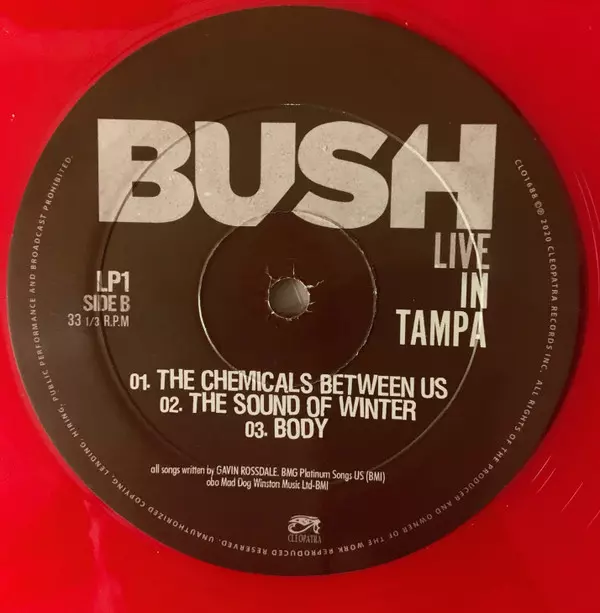 BUSH
LIVE
IN
TAMPA
LP1
SIDE B
33 1/3 R.P.M
01. THE CHEMICALS BETWEEN US
02. THE SOUND OF WINTER
03. BODY
all songs written by GAVIN ROSSDALE. BMG Platinum Songs US (BMI)
obo Mad Dog Winston Music Ltd-BMI
CLEOPATRA
CLO1688 ©℗ 2020 CLEOPATRA RECORDS INC. ALL RIGHTS OF THE PRODUCER AND OWNER OF THE WORK REPRODUCED RESERVED. UNAUTHORIZED COPYING, LENDING, HIRING, PUBLIC PERFORMANCE AND BROADCAST PROHIBITED.